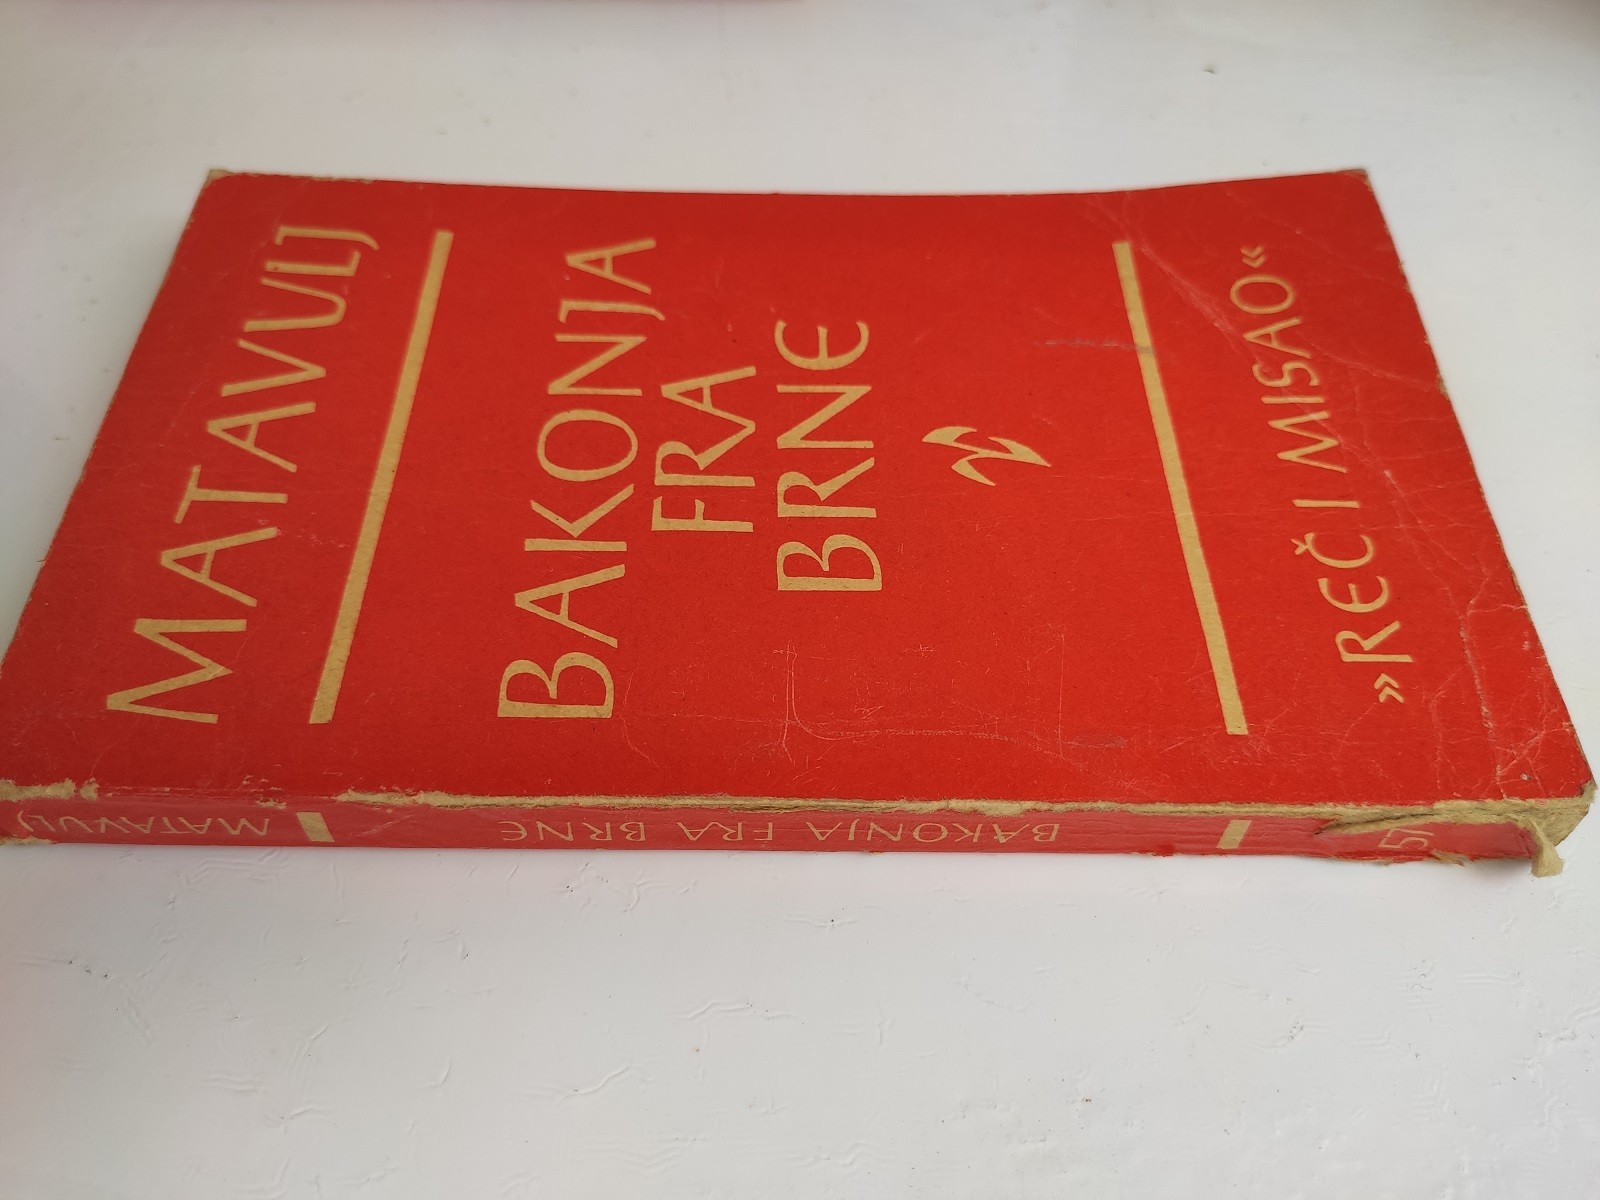 MATAVULJ
BAKONJA
FRA
BRNE
»REČ I MISAO«
MATAVULJ
BAKONJA FRA BRNE
57